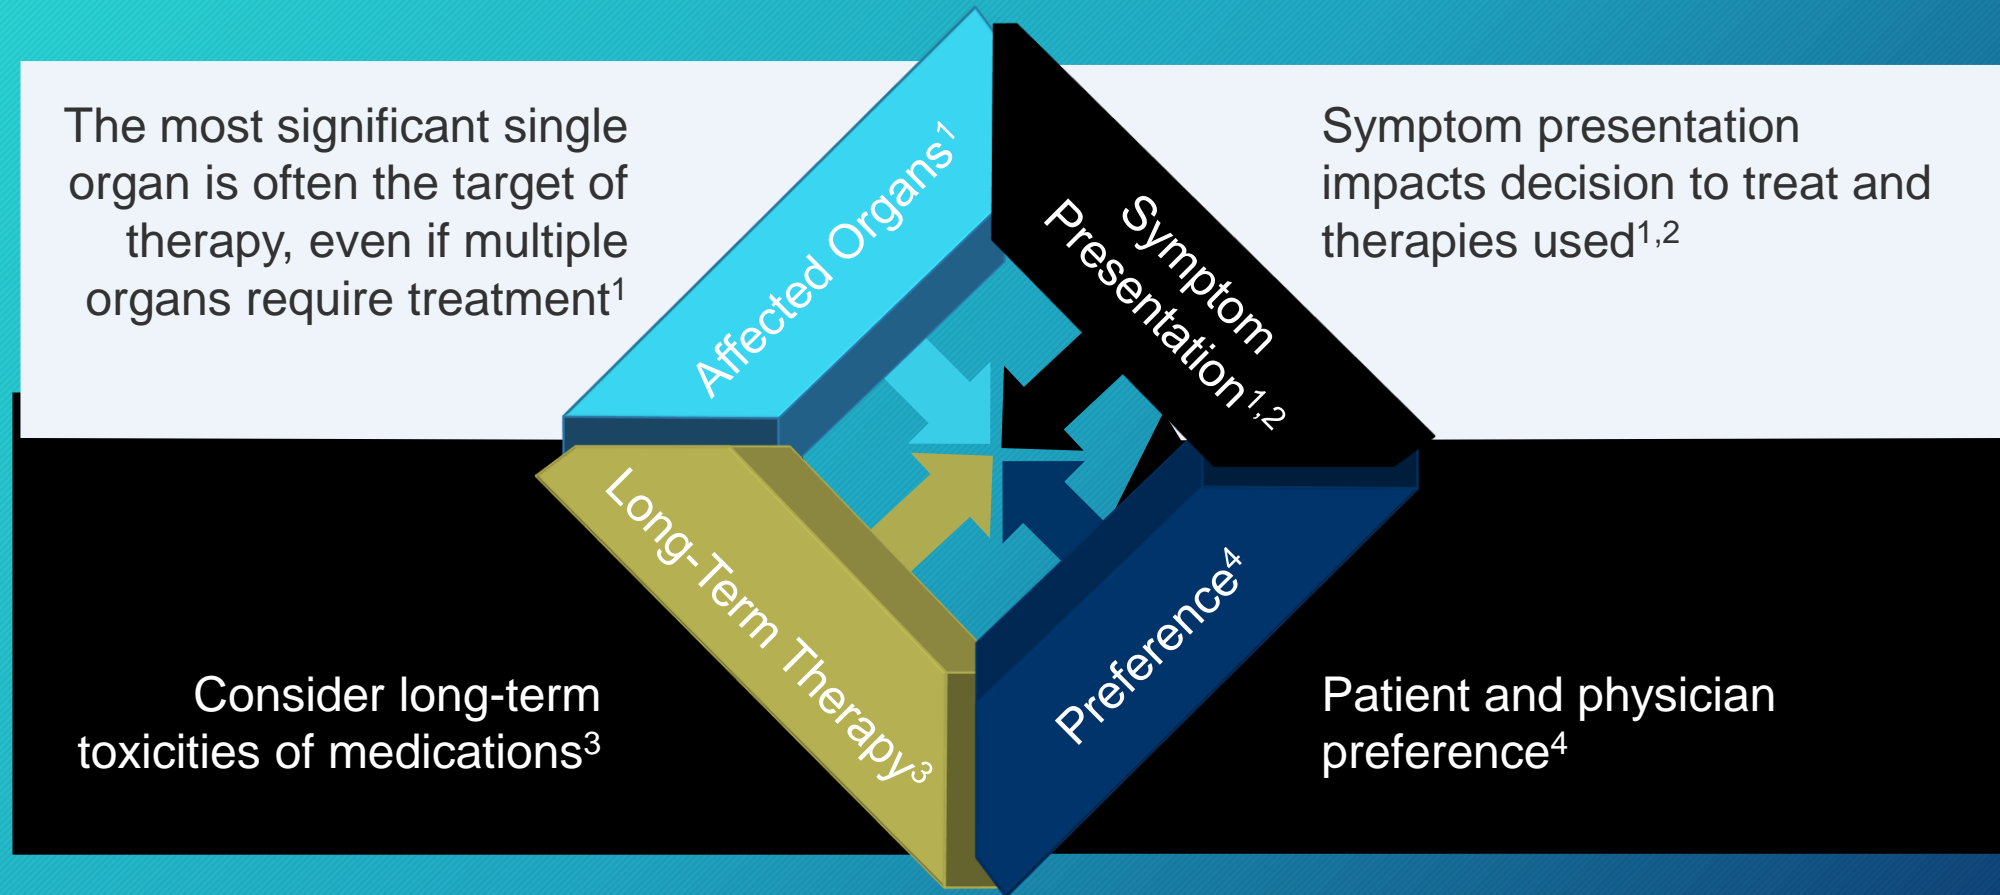 The most significant single
organ is often the target of
therapy, even if multiple
organs require treatment¹
Affected Organs¹
Symptom
Presentation¹,²
Symptom presentation
impacts decision to treat and
therapies used¹,²
Consider long-term
toxicities of medications³
Long-Term Therapy³
Preference⁴
Patient and physician
preference⁴